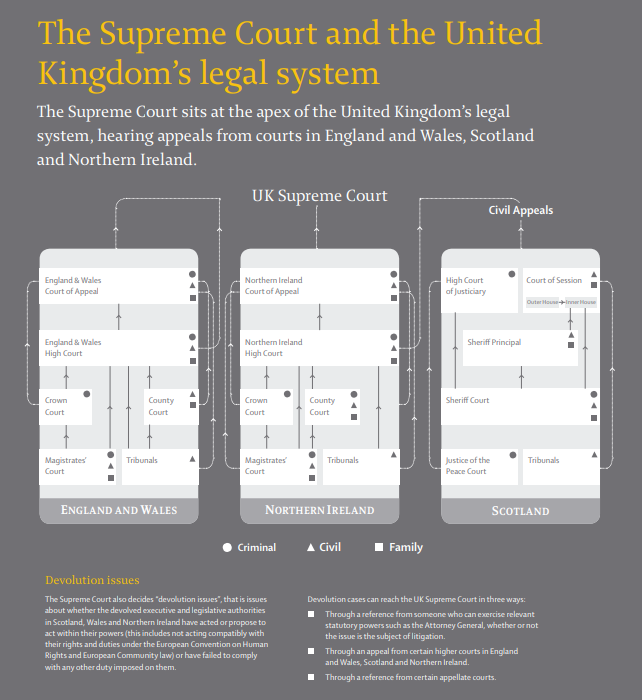 The Supreme Court and the United
Kingdom's legal system
The Supreme Court sits at the apex of the United Kingdom's legal
system, hearing appeals from courts in England and Wales, Scotland
and Northern Ireland.
UK Supreme Court
Civil Appeals
England & Wales
Court of Appeal
England & Wales
High Court
Crown
Court
County
Court
Magistrates'
Court
Tribunals
ENGLAND AND WALES
Northern Ireland
Court of Appeal
Northern Ireland
High Court
Crown
Court
County
Court
Magistrates'
Court
Tribunals
NORTHERN IRELAND
High Court
of Justiciary
Court of Session
Outer House
Inner House
Sheriff Principal
Sheriff Court
Justice of the
Peace Court
Tribunals
SCOTLAND
Criminal
Civil
Family
Devolution issues
The Supreme Court also decides "devolution issues", that is issues
about whether the devolved executive and legislative authorities
in Scotland, Wales and Northern Ireland have acted or propose to
act within their powers (this includes not acting compatibly with
their rights and duties under the European Convention on Human
Rights and European Community law) or have failed to comply
with any other duty imposed on them.
Devolution cases can reach the UK Supreme Court in three ways:
Through a reference from someone who can exercise relevant
statutory powers such as the Attorney General, whether or not
the issue is the subject of litigation.
Through an appeal from certain higher courts in England
and Wales, Scotland and Northern Ireland.
Through a reference from certain appellate courts.